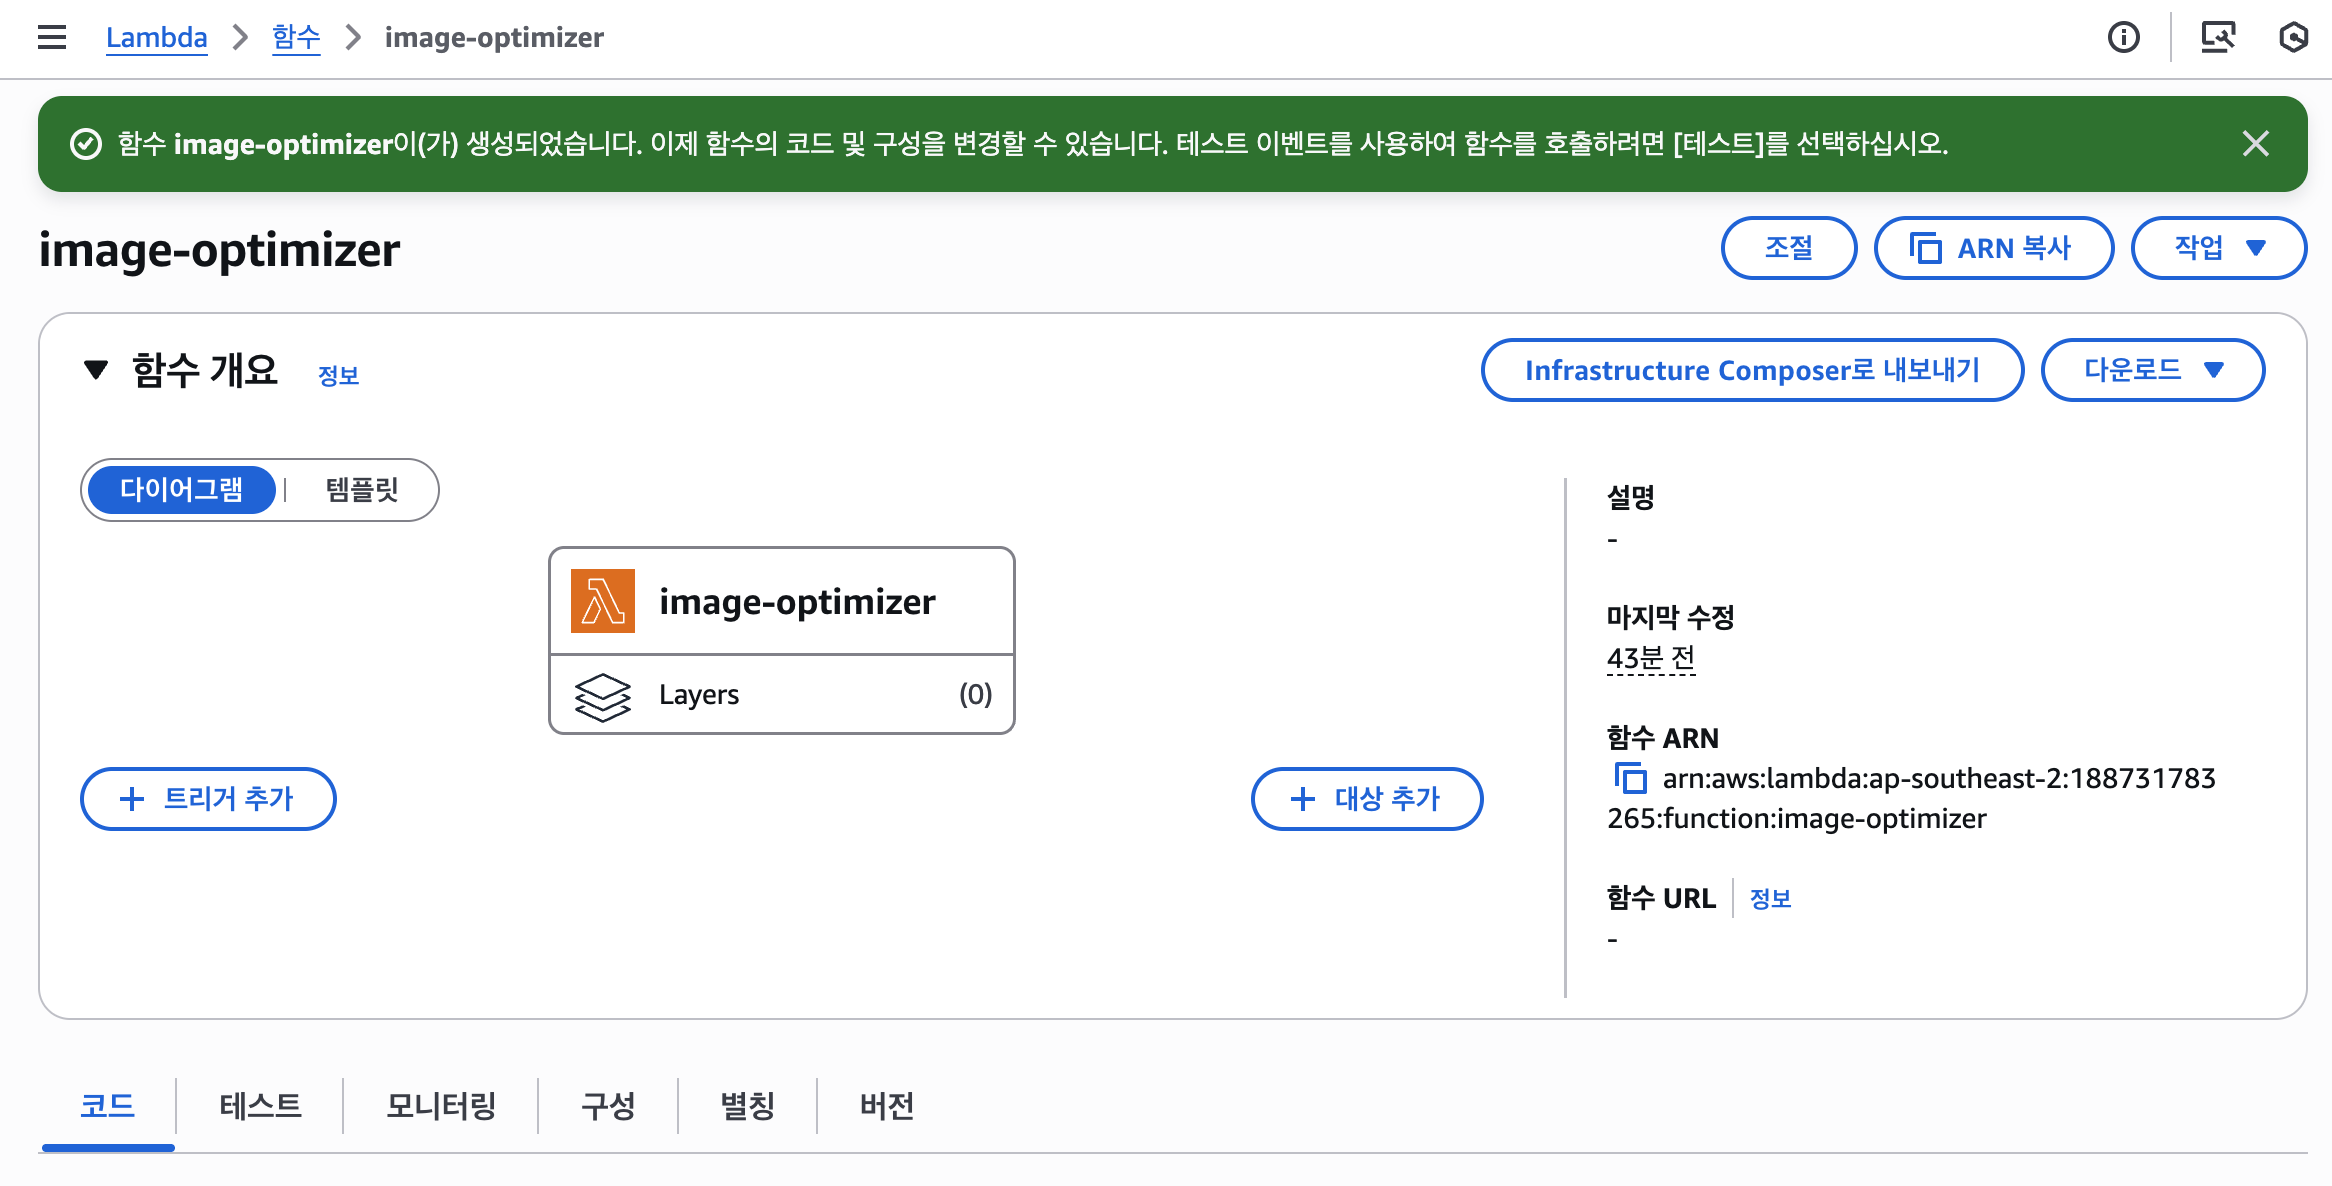 Lambda > 함수 > image-optimizer
함수 image-optimizer이(가) 생성되었습니다. 이제 함수의 코드 및 구성을 변경할 수 있습니다. 테스트 이벤트를 사용하여 함수를 호출하려면 [테스트]를 선택하십시오.
image-optimizer
조절
ARN 복사
작업
함수 개요
정보
Infrastructure Composer로 내보내기
다운로드
다이어그램 | 템플릿
image-optimizer
Layers (0)
+ 트리거 추가
+ 대상 추가
설명
-
마지막 수정
43분 전
함수 ARN
arn:aws:lambda:ap-southeast-2:188731783
265:function:image-optimizer
함수 URL | 정보
-
코드
테스트
모니터링
구성
별칭
버전